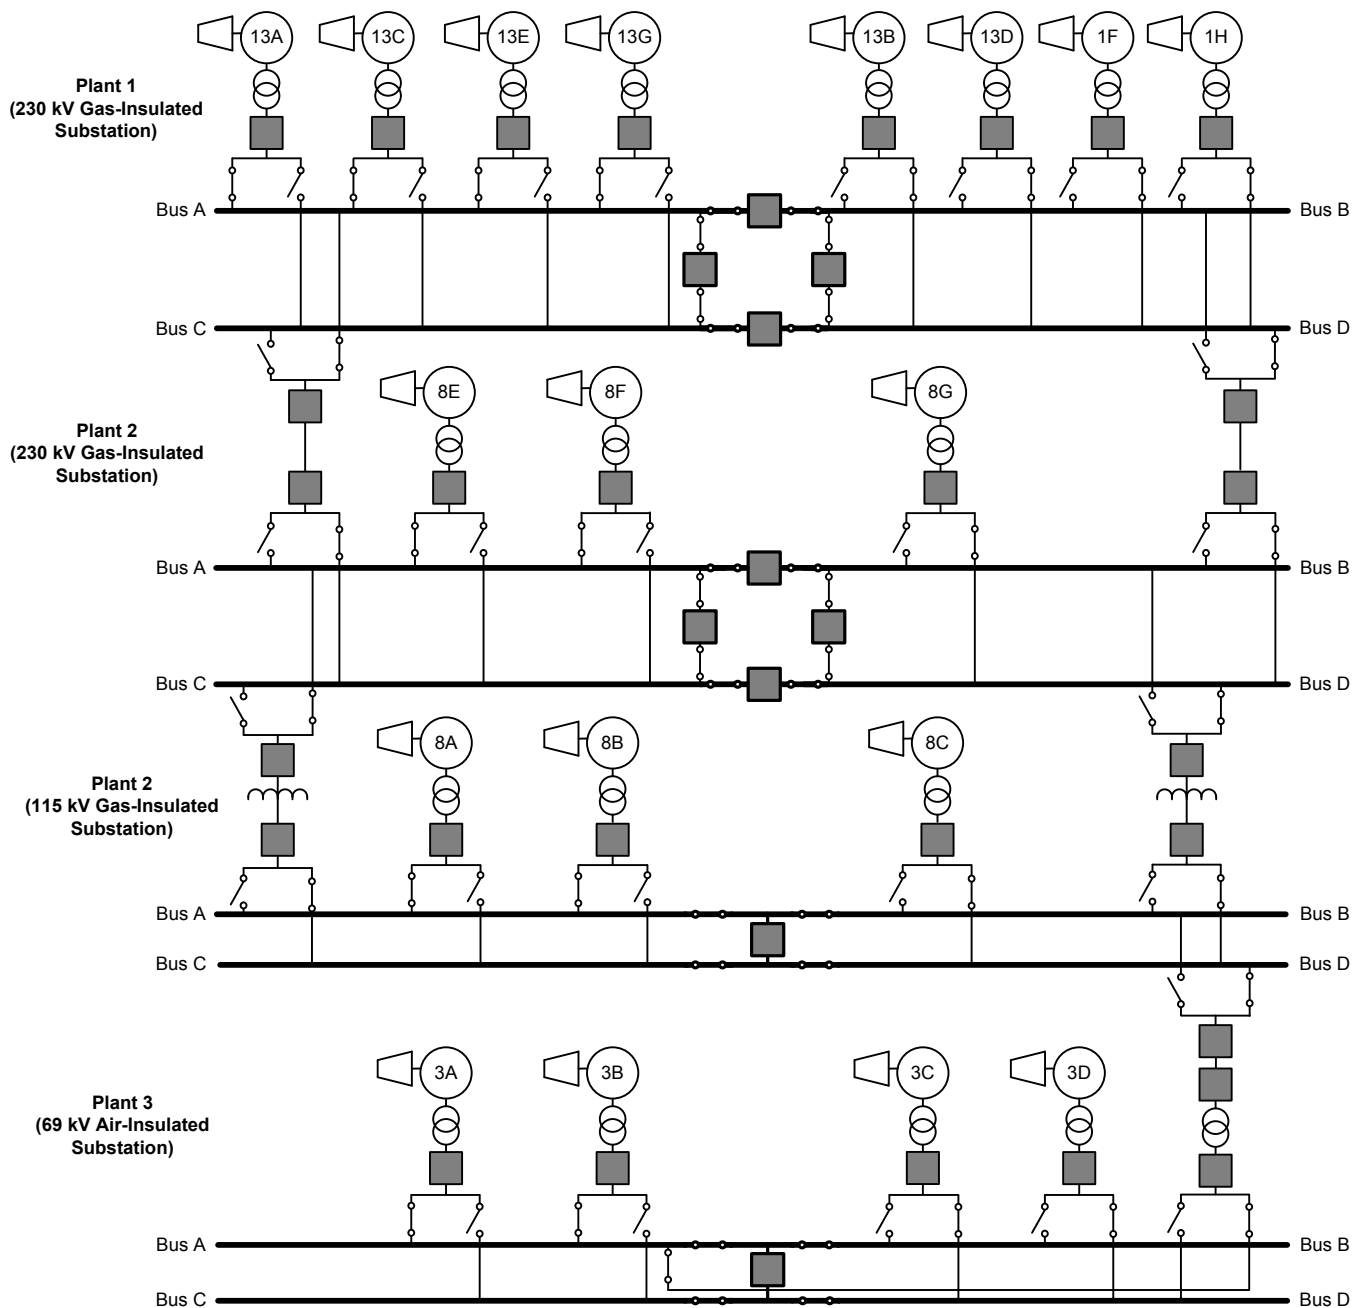 13A
13C
13E
13G
13B
13D
1F
1H
Plant 1
(230 kV Gas-Insulated
Substation)
Bus A
Bus B
Bus C
Bus D
8E
8F
8G
Plant 2
(230 kV Gas-Insulated
Substation)
Bus A
Bus B
Bus C
Bus D
8A
8B
8C
Plant 2
(115 kV Gas-Insulated
Substation)
Bus A
Bus B
Bus C
Bus D
3A
3B
3C
3D
Plant 3
(69 kV Air-Insulated
Substation)
Bus A
Bus B
Bus C
Bus D